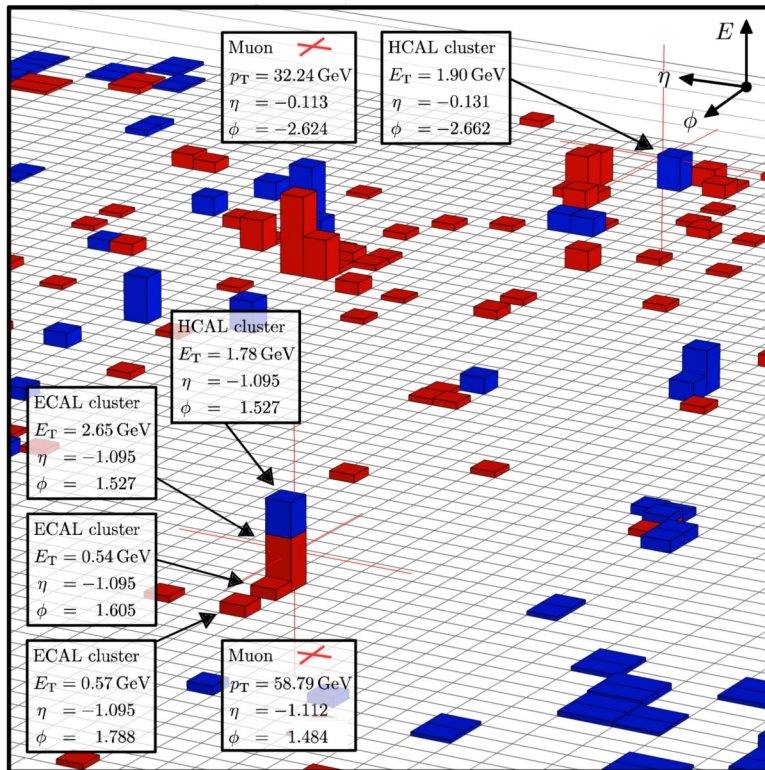 Muon
p_T = 32.24 GeV
η = −0.113
ϕ = −2.624
HCAL cluster
E_T = 1.90 GeV
η = −0.131
ϕ = −2.662
E
η
ϕ
HCAL cluster
E_T = 1.78 GeV
η = −1.095
ϕ = 1.527
ECAL cluster
E_T = 2.65 GeV
η = −1.095
ϕ = 1.527
ECAL cluster
E_T = 0.54 GeV
η = −1.095
ϕ = 1.605
ECAL cluster
E_T = 0.57 GeV
η = −1.095
ϕ = 1.788
Muon
p_T = 58.79 GeV
η = −1.112
ϕ = 1.484